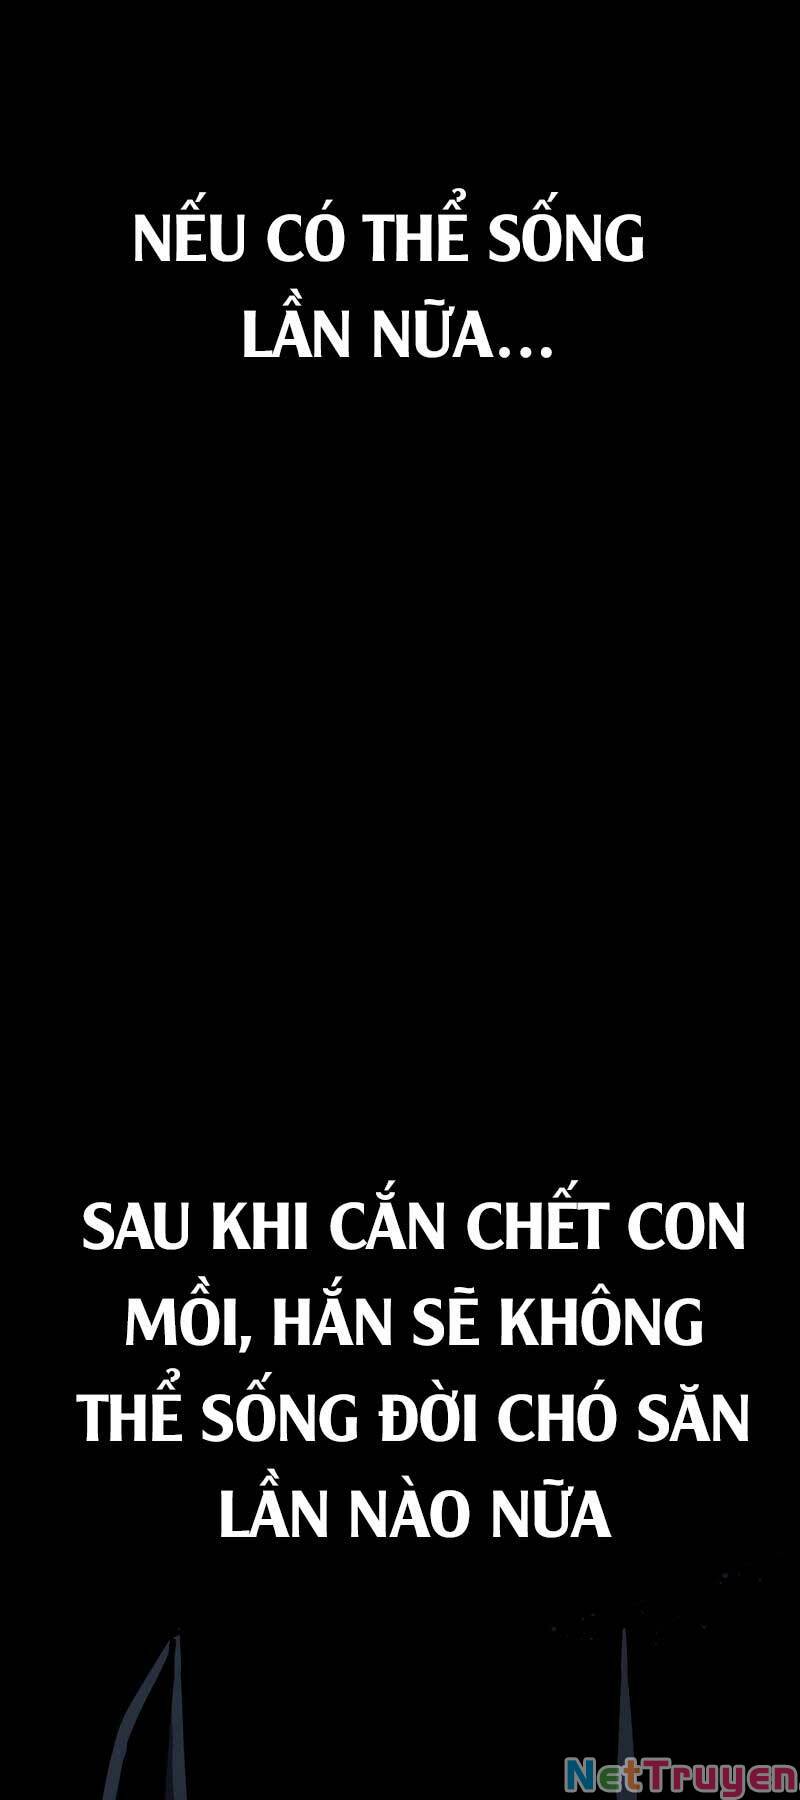 NẾU CÓ THỂ SỐNG
LẦN NỮA...
SAU KHI CẮN CHẾT CON
MỒI, HẮN SẼ KHÔNG
THỂ SỐNG ĐỜI CHÓ SĂN
LẦN NÀO NỮA
NetTruyen